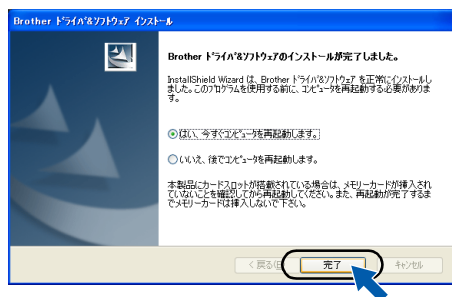 Brother ﾄﾞﾗｲﾊﾞ&ｿﾌﾄｳｪｱ ｲﾝｽﾄｰﾙ
Brother ﾄﾞﾗｲﾊﾞ&ｿﾌﾄｳｪｱのインストールが完了しました。
InstallShield Wizard は、Brother ﾄﾞﾗｲﾊﾞ&ｿﾌﾄｳｪｱ を正常にインストールし
ました。このプログラムを使用する前に、コンピュータを再起動する必要がありま
す。
はい、今すぐコンピュータを再起動します。
いいえ、後でコンピュータを再起動します。
本製品にカードスロットが搭載されている場合は、メモリーカードが挿入され
ていないことを確認してから再起動してください。また、再起動が完了するま
でメモリーカードは挿入しないで下さい。
< 戻る(B)
完了
キャンセル